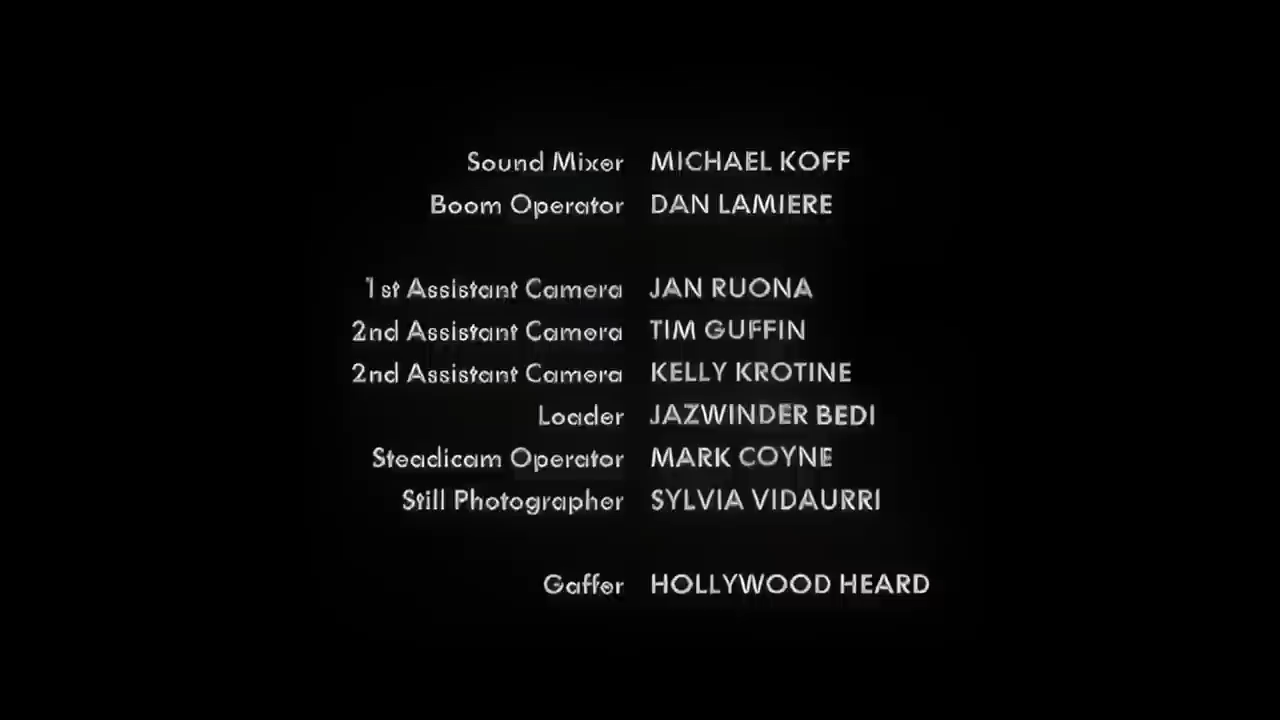 Sound Mixer MICHAEL KOFF
Boom Operator DAN LAMIERE
1st Assistant Camera JAN RUONA
2nd Assistant Camera TIM GUFFIN
2nd Assistant Camera KELLY KROTINE
Loader JAZWINDER BEDI
Steadicam Operator MARK COYNE
Still Photographer SYLVIA VIDAURRI
Gaffer HOLLYWOOD HEARD